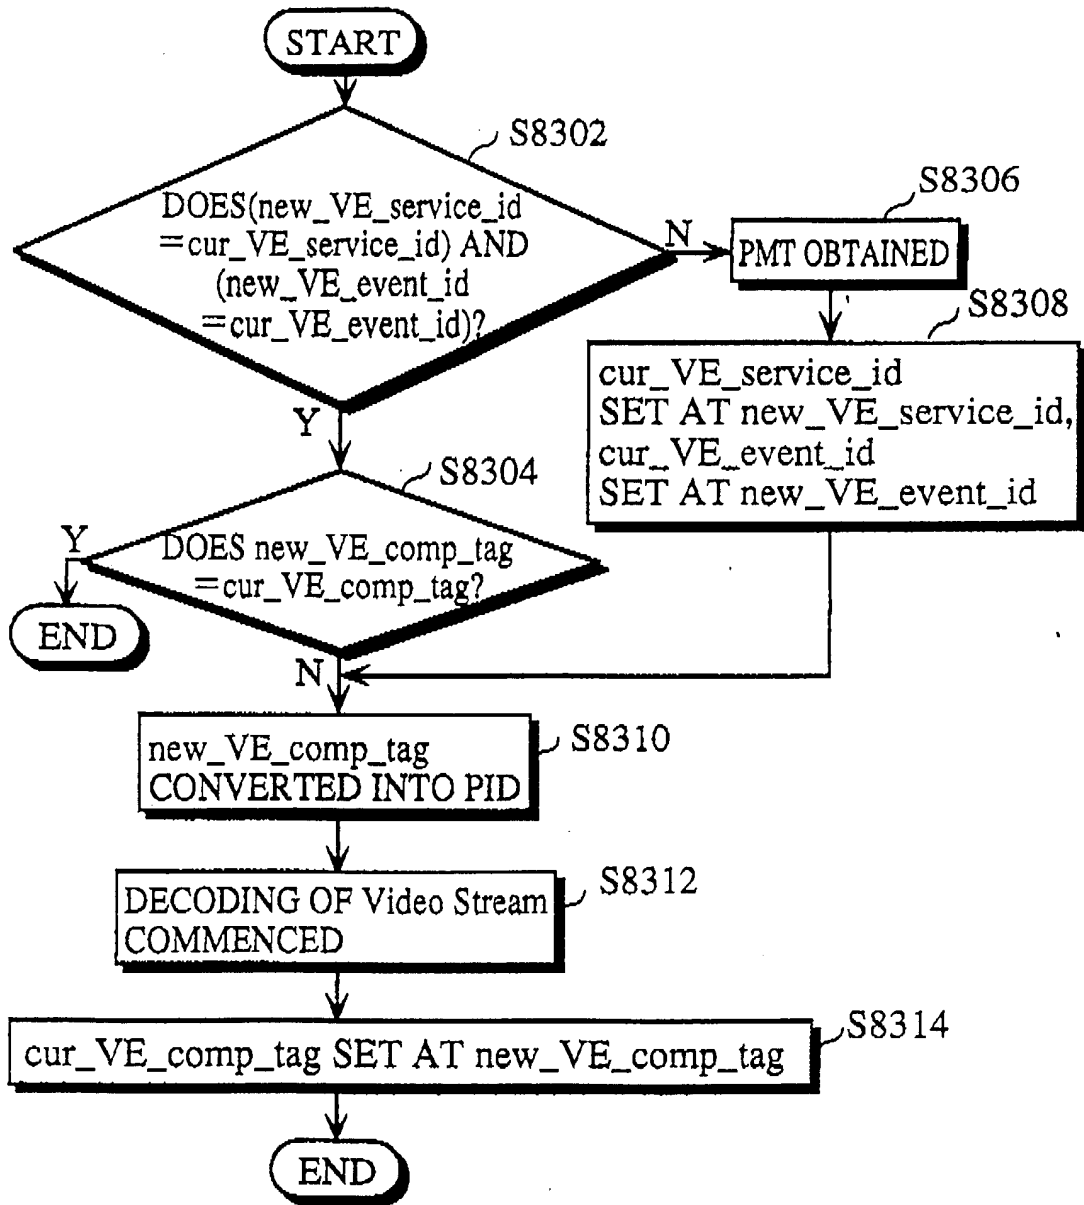 START
S8302
DOES(new_VE_service_id
=cur_VE_service_id) AND
(new_VE_event_id
=cur_VE_event_id)?
N
S8306
PMT OBTAINED
S8308
cur_VE_service_id
SET AT new_VE_service_id,
cur_VE_event_id
SET AT new_VE_event_id
Y
S8304
DOES new_VE_comp_tag
=cur_VE_comp_tag?
Y
END
N
S8310
new_VE_comp_tag
CONVERTED INTO PID
S8312
DECODING OF Video Stream
COMMENCED
S8314
cur_VE_comp_tag SET AT new_VE_comp_tag
END